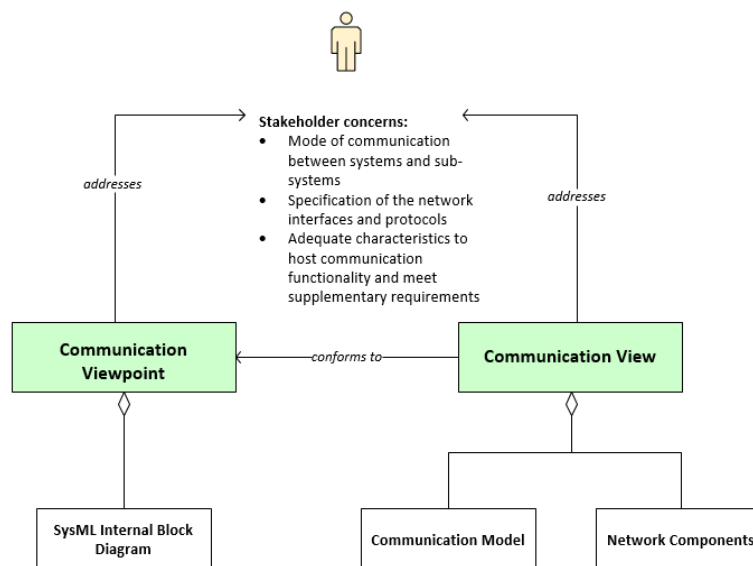 Stakeholder concerns:
• Mode of communication
between systems and sub-
systems
• Specification of the network
interfaces and protocols
• Adequate characteristics to
host communication
functionality and meet
supplementary requirements
addresses
addresses
Communication
Viewpoint
conforms to
Communication View
SysML Internal Block
Diagram
Communication Model
Network Components